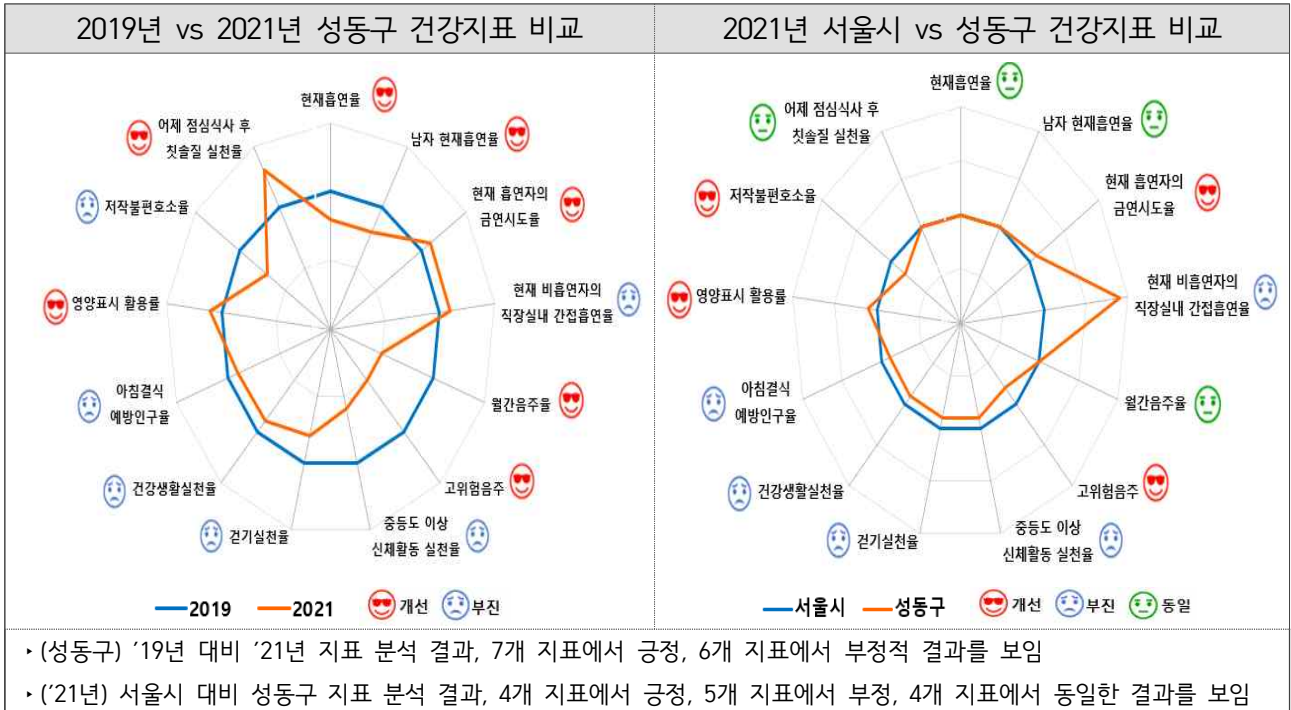 2019년 vs 2021년 성동구 건강지표 비교
현재흡연율
남자 현재흡연율
현재 흡연자의
금연시도율
현재 비흡연자의
직장실내 간접흡연율
월간음주율
고위험음주
중등도 이상
신체활동 실천율
걷기실천율
건강생활실천율
아침결식
예방인구율
영양표시 활용률
저작불편호소율
어제 점심식사 후
칫솔질 실천율
2019 2021 개선 부진
2021년 서울시 vs 성동구 건강지표 비교
현재흡연율
남자 현재흡연율
현재 흡연자의
금연시도율
현재 비흡연자의
직장실내 간접흡연율
월간음주율
고위험음주
중등도 이상
신체활동 실천율
걷기실천율
건강생활실천율
아침결식
예방인구율
영양표시 활용률
저작불편호소율
어제 점심식사 후
칫솔질 실천율
서울시 성동구 개선 부진 동일
‣ (성동구) '19년 대비 '21년 지표 분석 결과, 7개 지표에서 긍정, 6개 지표에서 부정적 결과를 보임
‣ ('21년) 서울시 대비 성동구 지표 분석 결과, 4개 지표에서 긍정, 5개 지표에서 부정, 4개 지표에서 동일한 결과를 보임